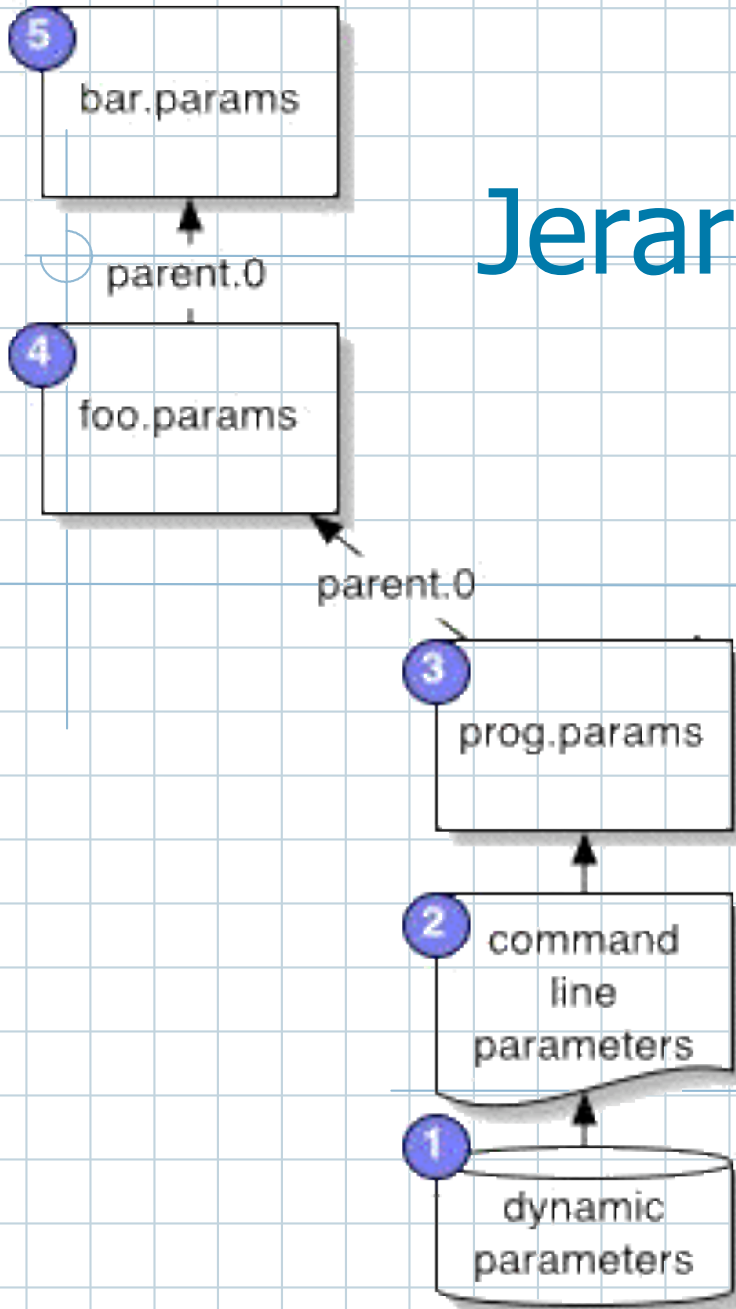 5
bar.params
Jerar
parent.0
4
foo.params
parent.0
3
prog.params
2
command
line
parameters
1
dynamic
parameters